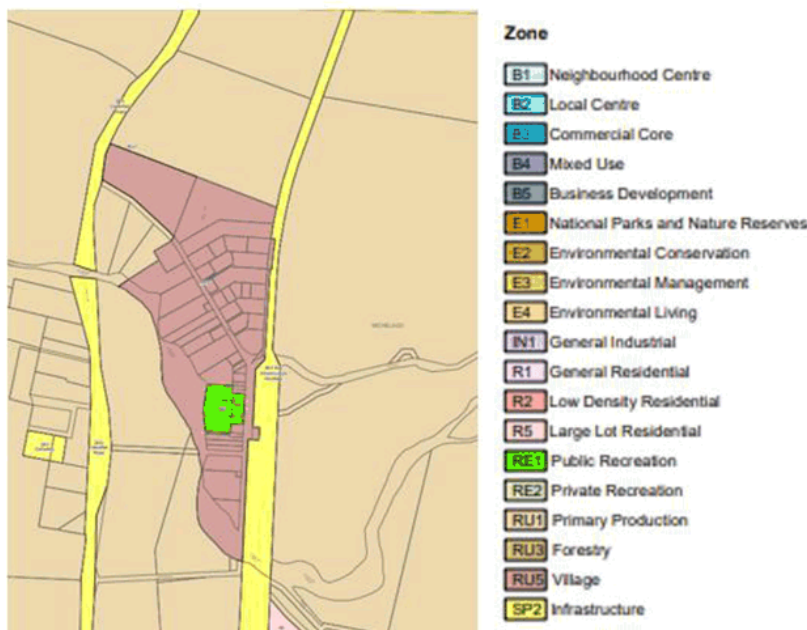 Zone
B1 Neighbourhood Centre
B2 Local Centre
B3 Commercial Core
B4 Mixed Use
B5 Business Development
E1 National Parks and Nature Reserves
E2 Environmental Conservation
E3 Environmental Management
E4 Environmental Living
IN1 General Industrial
R1 General Residential
R2 Low Density Residential
R5 Large Lot Residential
RE1 Public Recreation
RE2 Private Recreation
RU1 Primary Production
RU3 Forestry
RU5 Village
SP2 Infrastructure